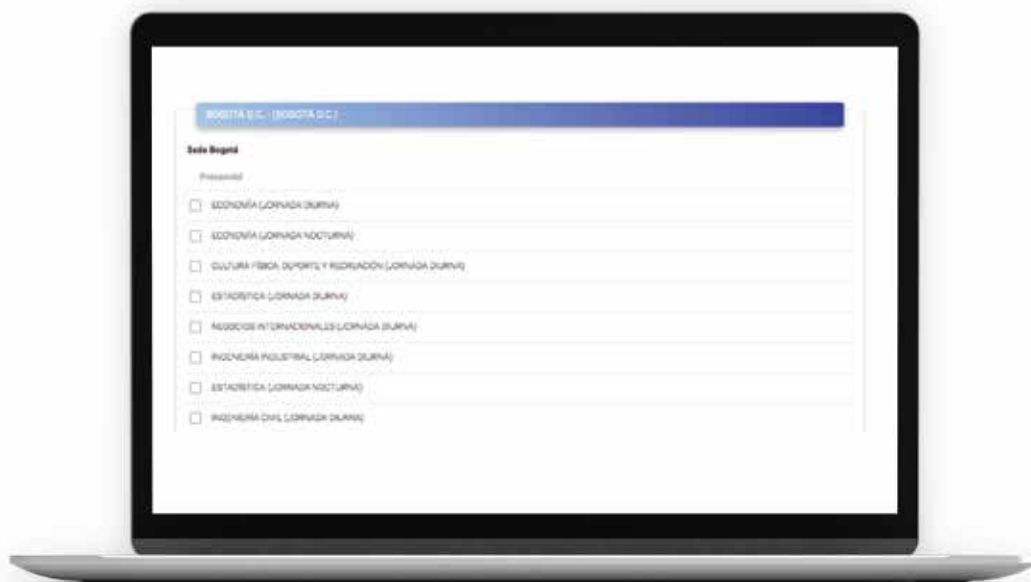 BOGOTÁ D.C. - (BOGOTÁ D.C.)
Sede Bogotá
Presencial
ECONOMÍA (JORNADA DIURNA)
ECONOMÍA (JORNADA NOCTURNA)
CULTURA FÍSICA, DEPORTE Y RECREACIÓN (JORNADA DIURNA)
ESTADÍSTICA (JORNADA DIURNA)
NEGOCIOS INTERNACIONALES (JORNADA DIURNA)
INGENIERÍA INDUSTRIAL (JORNADA DIURNA)
ESTADÍSTICA (JORNADA NOCTURNA)
INGENIERÍA CIVIL (JORNADA DIURNA)